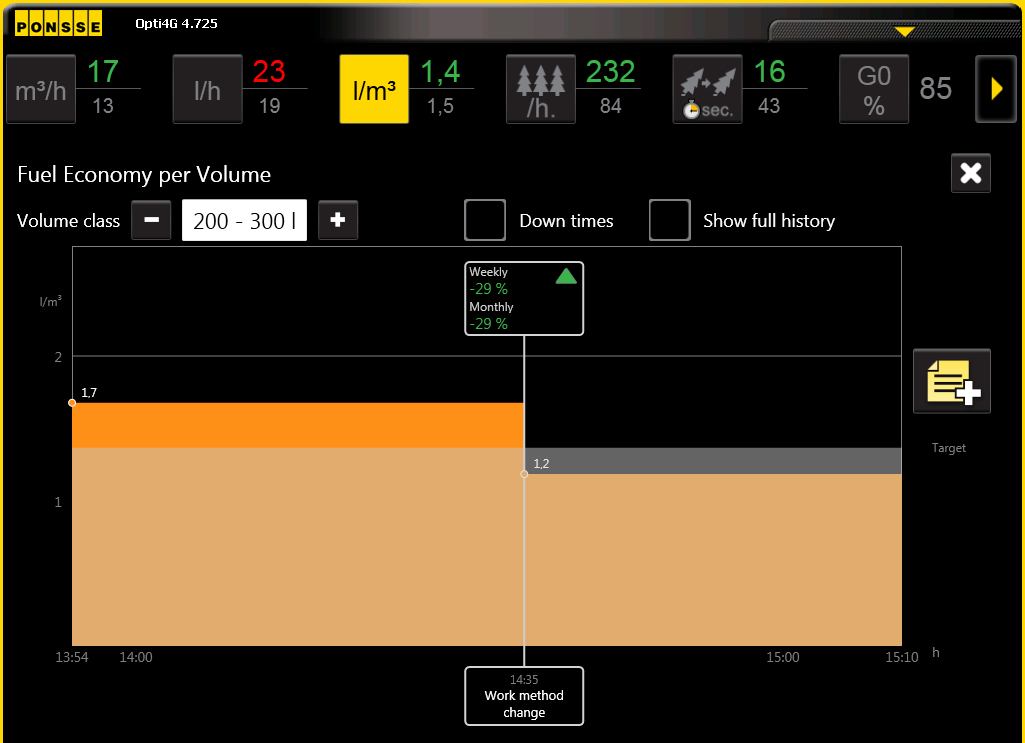 PONSSE Opti4G 4.725
m³/h 17 13
l/h 23 19
l/m³ 1,4 1,5
/h. 232 84
sec. 16 43
G0 % 85
Fuel Economy per Volume
Volume class − 200 - 300 l + Down times Show full history
l/m³
Weekly
-29 %
Monthly
-29 %
2
1,7
Target
1,2
1
13:54 14:00 15:00 15:10 h
14:35
Work method
change